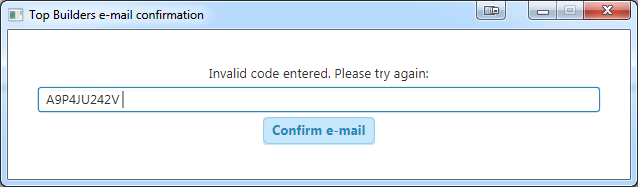 Top Builders e-mail confirmation
Invalid code entered. Please try again:
A9P4JU242V
Confirm e-mail